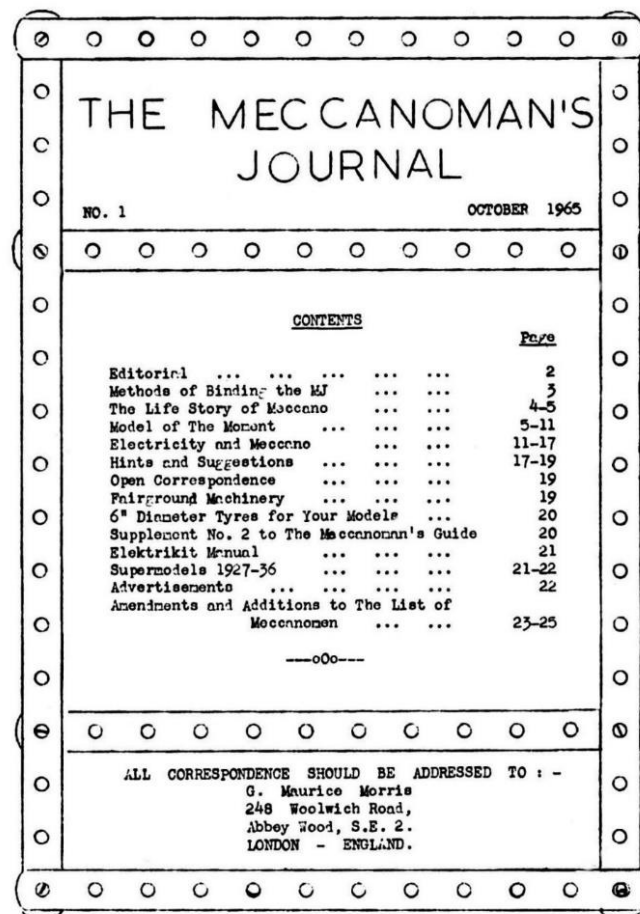 THE MECCANOMAN'S
JOURNAL
NO. 1 OCTOBER 1965
CONTENTS
Page
Editorial ... ... ... ... ... 2
Methods of Binding the MJ ... ... 3
The Life Story of Meccano ... ... 4-5
Model of The Moment ... ... ... 5-11
Electricity and Meccano ... ... 11-17
Hints and Suggestions ... ... ... 17-19
Open Correspondence ... ... ... 19
Fairground Machinery ... ... ... 19
6" Diameter Tyres for Your Models ... 20
Supplement No. 2 to The Meccanoman's Guide 20
Elektrikit Manual ... ... ... 21
Supermodels 1927-36 ... ... ... 21-22
Advertisements ... ... ... ... 22
Amendments and Additions to The List of
Meccanomen ... ... 23-25
---oOo---
ALL CORRESPONDENCE SHOULD BE ADDRESSED TO : -
G. Maurice Morris
248 Woolwich Road,
Abbey Wood, S.E. 2.
LONDON - ENGLAND.